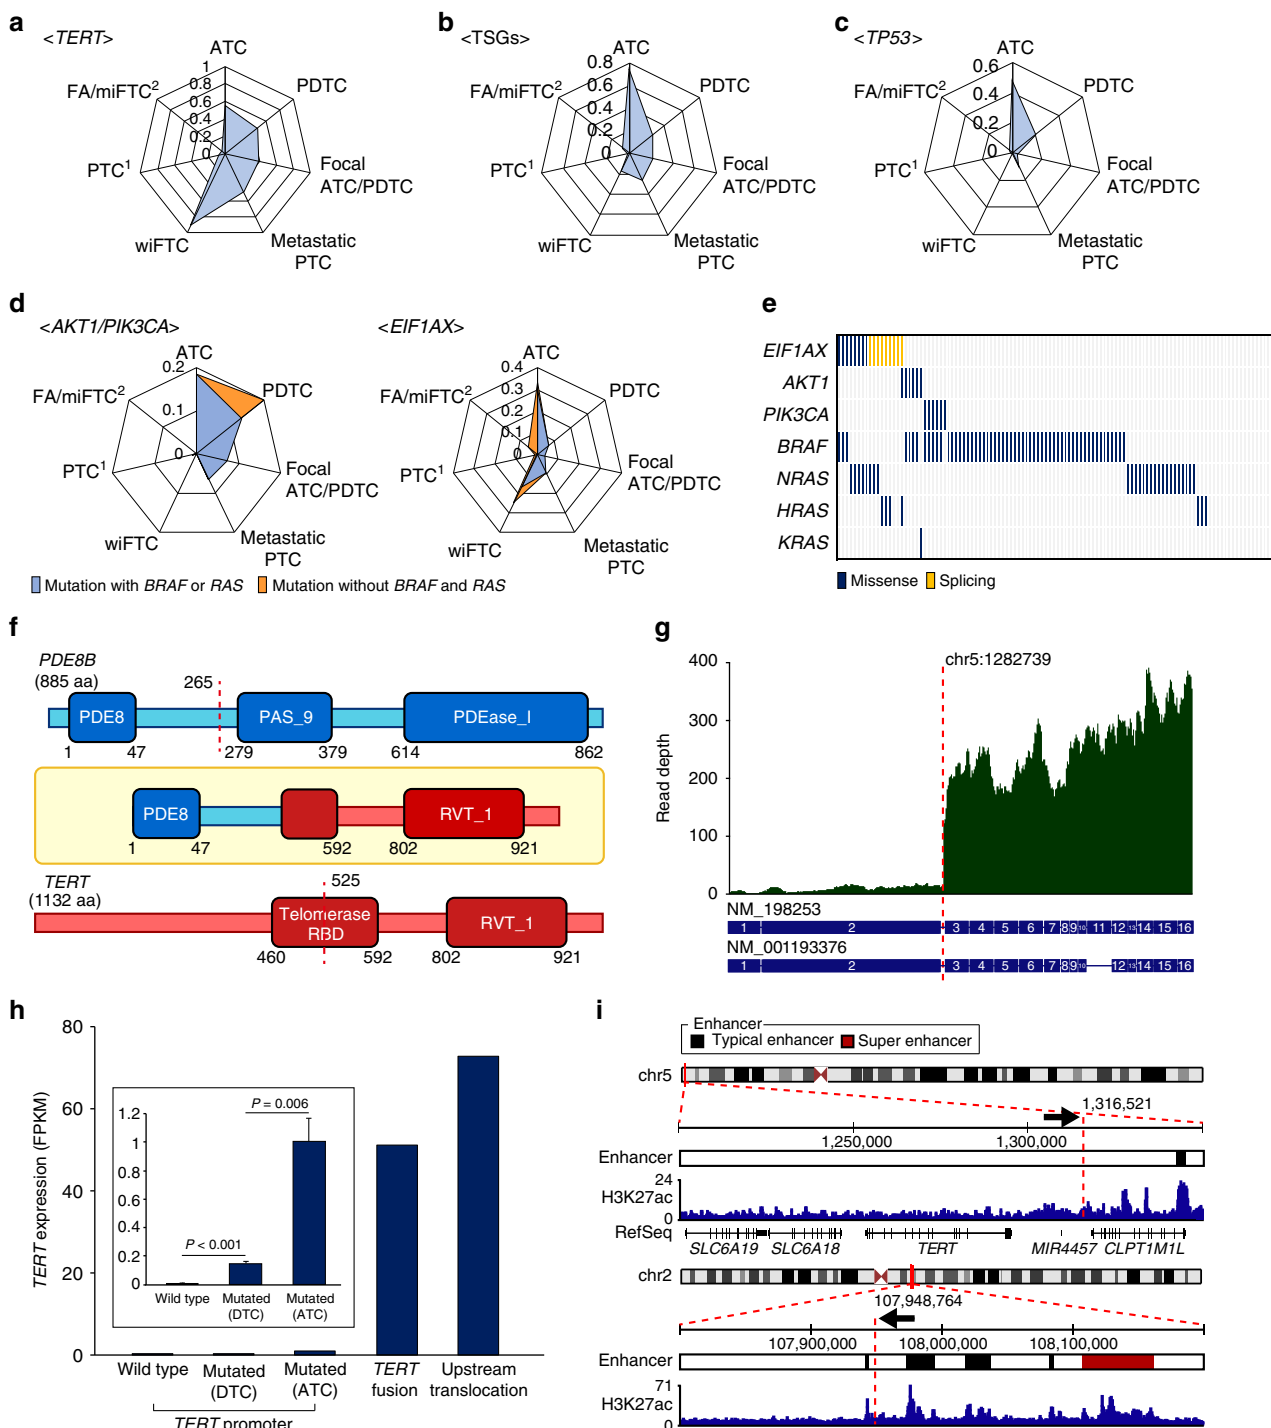 a
<TERT>
ATC
1
0.8
0.6
0.4
0.2
0
PDTC
Focal
ATC/PDTC
Metastatic
PTC
wiFTC
PTC1
FA/miFTC2
b
<TSGs>
ATC
0.8
0.6
0.4
0.2
0
PDTC
Focal
ATC/PDTC
Metastatic
PTC
wiFTC
PTC1
FA/miFTC2
c
<TP53>
ATC
0.6
0.4
0.2
0
PDTC
Focal
ATC/PDTC
Metastatic
PTC
wiFTC
PTC1
FA/miFTC2
d
<AKT1/PIK3CA>
ATC
0.2
0.1
0
PDTC
Focal
ATC/PDTC
Metastatic
PTC
wiFTC
PTC1
FA/miFTC2
<EIF1AX>
ATC
0.4
0.3
0.2
0.1
0
PDTC
Focal
ATC/PDTC
Metastatic
PTC
wiFTC
PTC1
FA/miFTC2
Mutation with BRAF or RAS
Mutation without BRAF and RAS
e
EIF1AX
AKT1
PIK3CA
BRAF
NRAS
HRAS
KRAS
Missense
Splicing
f
PDE8B
(885 aa)
265
PDE8
PAS_9
PDEase_I
1 47 279 379 614 862
PDE8
RVT_1
1 47 592 802 921
TERT
(1132 aa)
525
Telomerase
RBD
RVT_1
460 592 802 921
g
chr5:1282739
Read depth
400
300
200
100
0
NM_198253
1 2 3 4 5 6 7 8 9 10 11 12 13 14 15 16
NM_001193376
1 2 3 4 5 6 7 8 9 10 12 13 14 15 16
h
TERT expression (FPKM)
80
60
40
20
0
P = 0.006
P < 0.001
1.2
1
0.8
0.6
0.4
0.2
0
Wild type
Mutated
(DTC)
Mutated
(ATC)
Wild type
Mutated
(DTC)
Mutated
(ATC)
TERT
fusion
Upstream
translocation
TERT promoter
i
Enhancer
Typical enhancer
Super enhancer
chr5
1,316,521
1,250,000 1,300,000
Enhancer
24
H3K27ac
0
RefSeq
SLC6A19 SLC6A18 TERT MIR4457 CLPT1M1L
chr2
107,948,764
107,900,000 108,000,000 108,100,000
Enhancer
71
H3K27ac
0